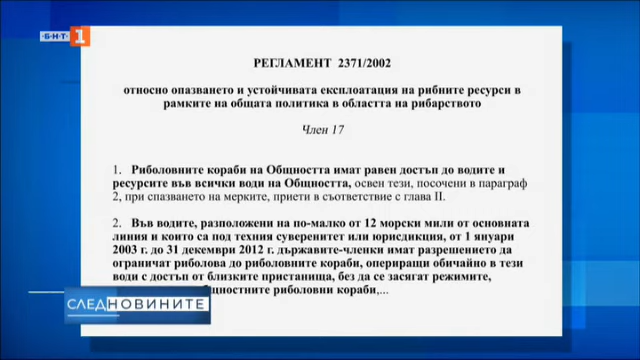 БНТ 1
РЕГЛАМЕНТ 2371/2002
относно опазването и устойчивата експлоатация на рибните ресурси в
рамките на общата политика в областта на рибарството
Член 17
1. Риболовните кораби на Общността имат равен достъп до водите и
ресурсите във всички води на Общността, освен тези, посочени в параграф
2, при спазването на мерките, приети в съответствие с глава II.
2. Във водите, разположени на по-малко от 12 морски мили от основната
линия и които са под техния суверенитет или юрисдикция, от 1 януари
2003 г. до 31 декември 2012 г. държавите-членки имат разрешението да
ограничат риболова до риболовните кораби, опериращи обичайно в тези
води с достъп от близките пристанища, без да се засягат режимите,
общностните риболовни кораби,...
СЛЕД НОВИНИТЕ